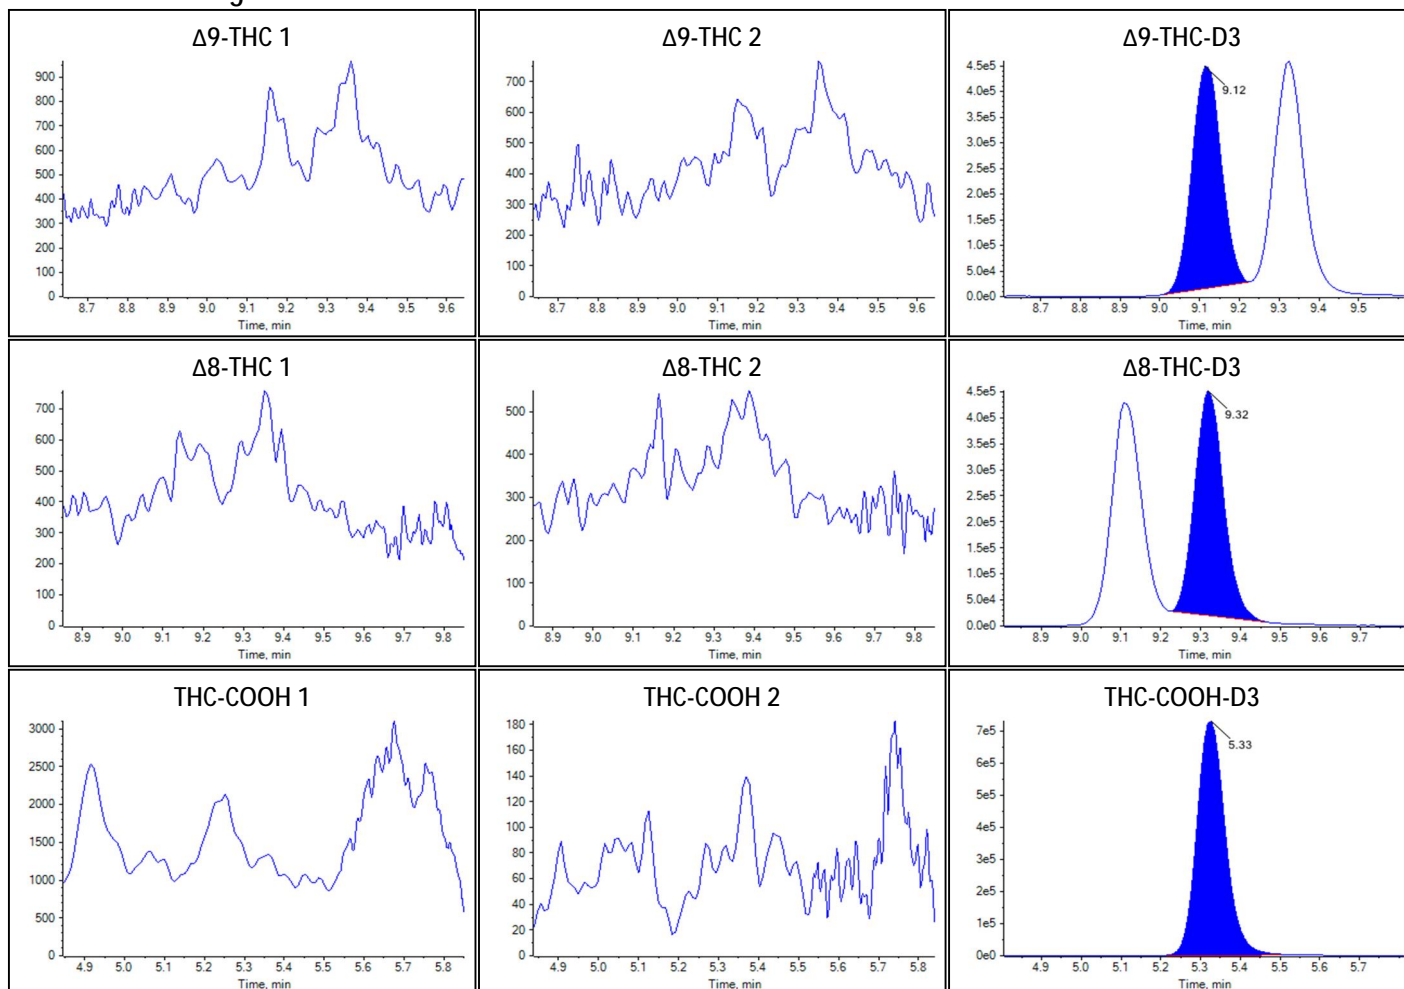 Δ9-THC 1
900
800
700
600
500
400
300
200
100
0
8.7 8.8 8.9 9.0 9.1 9.2 9.3 9.4 9.5 9.6
Time, min
Δ9-THC 2
700
600
500
400
300
200
100
0
8.7 8.8 8.9 9.0 9.1 9.2 9.3 9.4 9.5 9.6
Time, min
Δ9-THC-D3
4.5e5
4.0e5
3.5e5
3.0e5
2.5e5
2.0e5
1.5e5
1.0e5
5.0e4
0.0e0
9.12
8.7 8.8 8.9 9.0 9.1 9.2 9.3 9.4 9.5
Time, min
Δ8-THC 1
700
600
500
400
300
200
100
0
8.9 9.0 9.1 9.2 9.3 9.4 9.5 9.6 9.7 9.8
Time, min
Δ8-THC 2
500
400
300
200
100
0
8.9 9.0 9.1 9.2 9.3 9.4 9.5 9.6 9.7 9.8
Time, min
Δ8-THC-D3
4.5e5
4.0e5
3.5e5
3.0e5
2.5e5
2.0e5
1.5e5
1.0e5
5.0e4
0.0e0
9.32
8.9 9.0 9.1 9.2 9.3 9.4 9.5 9.6 9.7
Time, min
THC-COOH 1
3000
2500
2000
1500
1000
500
0
4.9 5.0 5.1 5.2 5.3 5.4 5.5 5.6 5.7 5.8
Time, min
THC-COOH 2
180
160
140
120
100
80
60
40
20
0
4.9 5.0 5.1 5.2 5.3 5.4 5.5 5.6 5.7 5.8
Time, min
THC-COOH-D3
7e5
6e5
5e5
4e5
3e5
2e5
1e5
0e0
5.33
4.9 5.0 5.1 5.2 5.3 5.4 5.5 5.6 5.7
Time, min